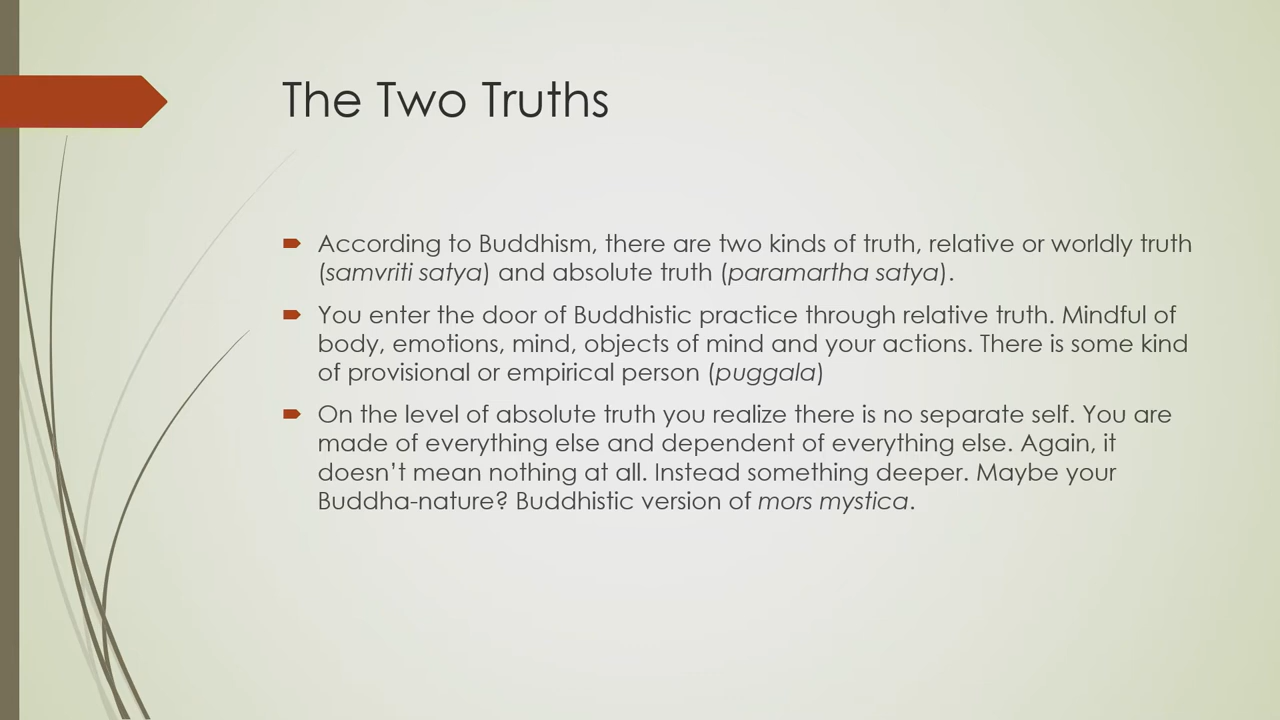 The Two Truths
According to Buddhism, there are two kinds of truth, relative or worldly truth
(samvriti satya) and absolute truth (paramartha satya).
You enter the door of Buddhistic practice through relative truth. Mindful of
body, emotions, mind, objects of mind and your actions. There is some kind
of provisional or empirical person (puggala)
On the level of absolute truth you realize there is no separate self. You are
made of everything else and dependent of everything else. Again, it
doesn't mean nothing at all. Instead something deeper. Maybe your
Buddha-nature? Buddhistic version of mors mystica.